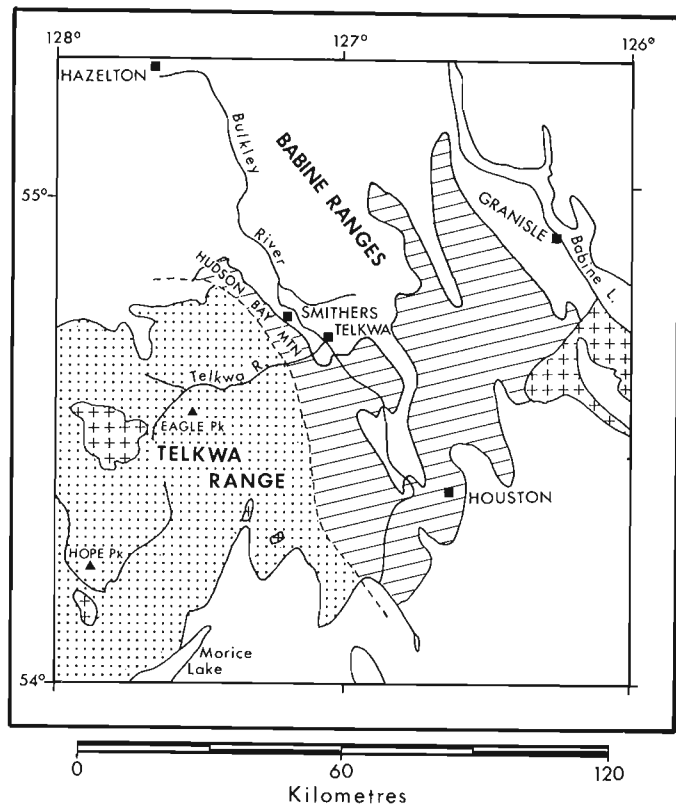 128° 127° 126°
HAZELTON
Bulkley
River
BABINE RANGES
55°
GRANISLE
Babine L.
HUDSON BAY MTN
SMITHERS
TELKWA
Telkwa R.
EAGLE Pk
TELKWA
RANGE
HOUSTON
HOPE Pk
Morice
Lake
54°
0 60 120
Kilometres